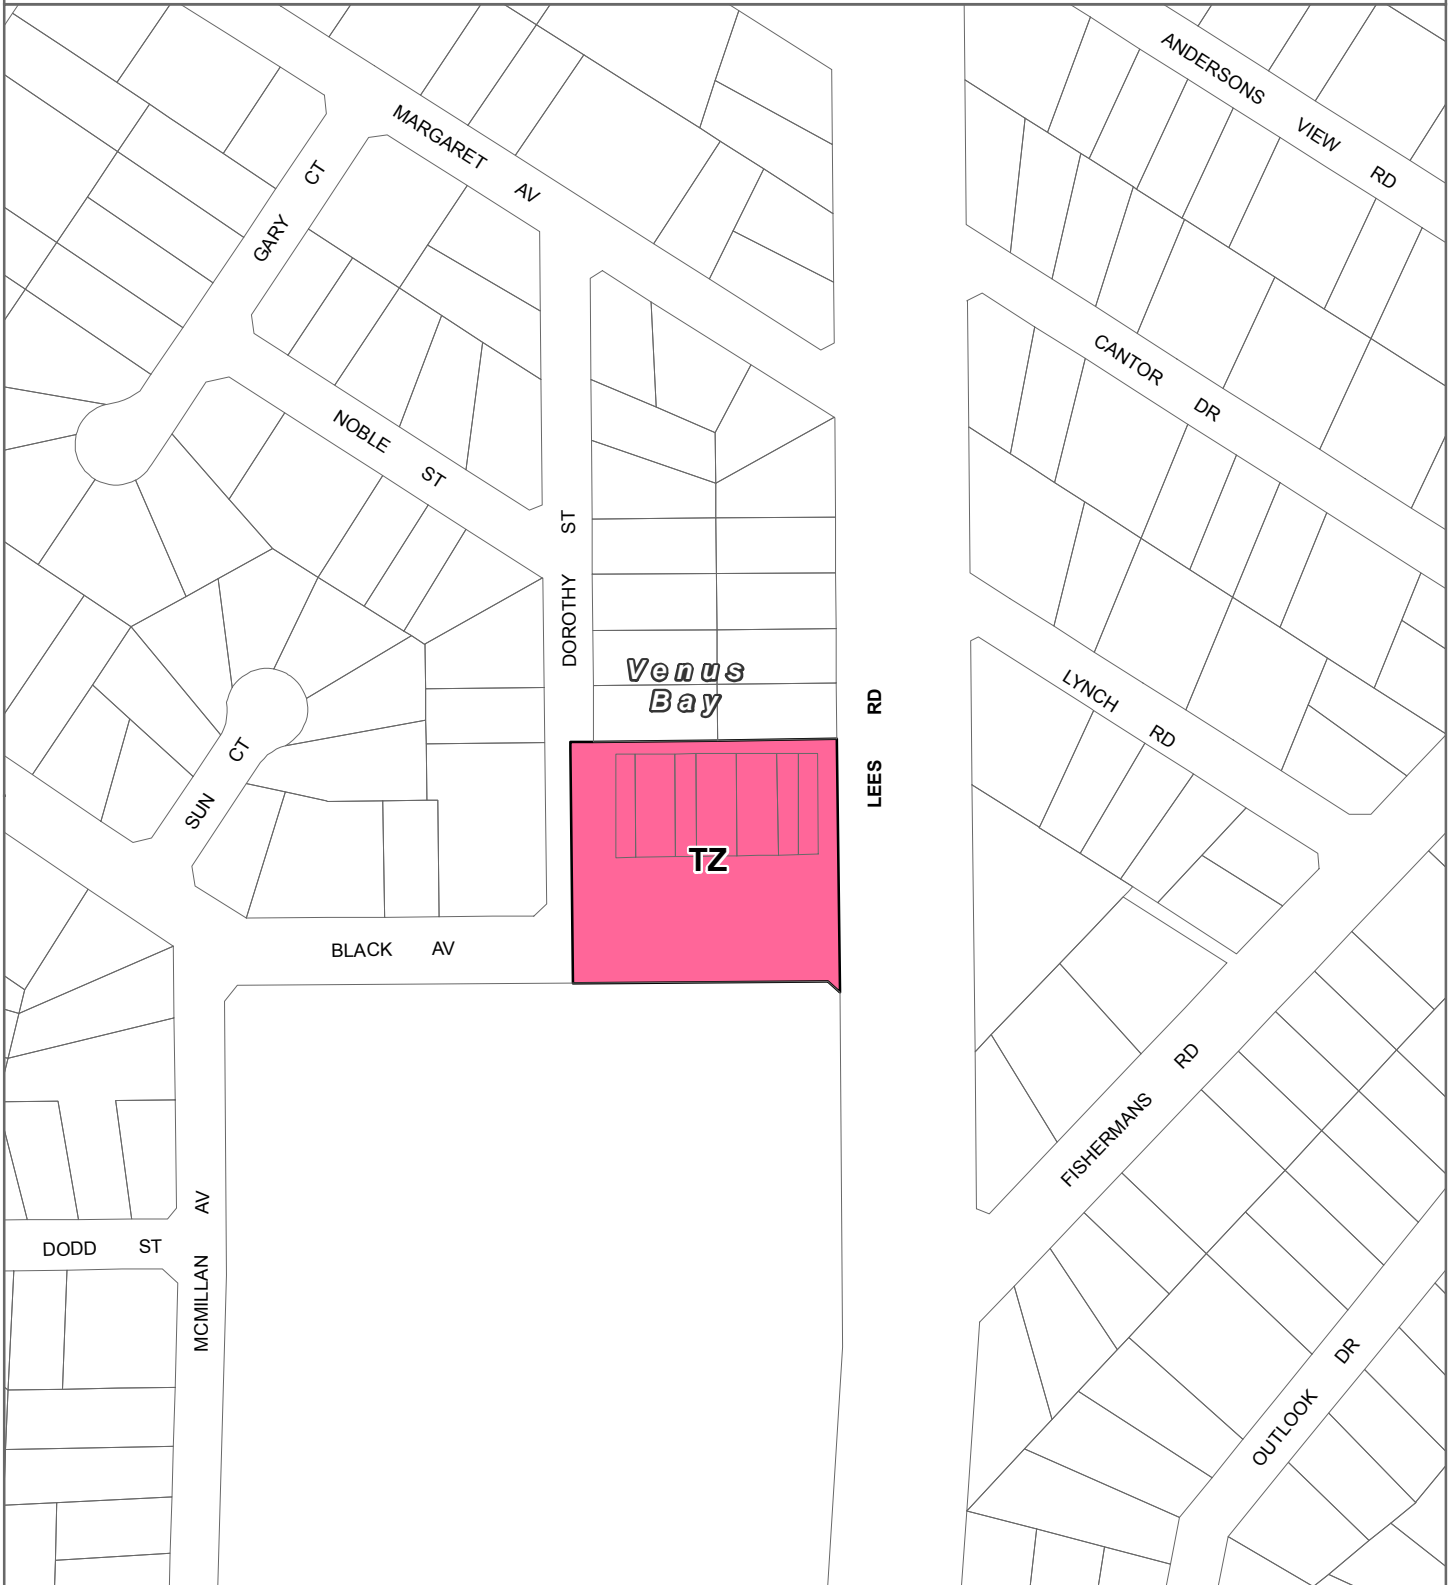 ANDERSONS VIEW RD
MARGARET AV
GARY CT
CANTOR DR
NOBLE ST
DOROTHY ST
Venus
Bay
LYNCH RD
LEES RD
SUN CT
TZ
BLACK AV
FISHERMANS RD
DODD ST
MCMILLAN AV
OUTLOOK DR